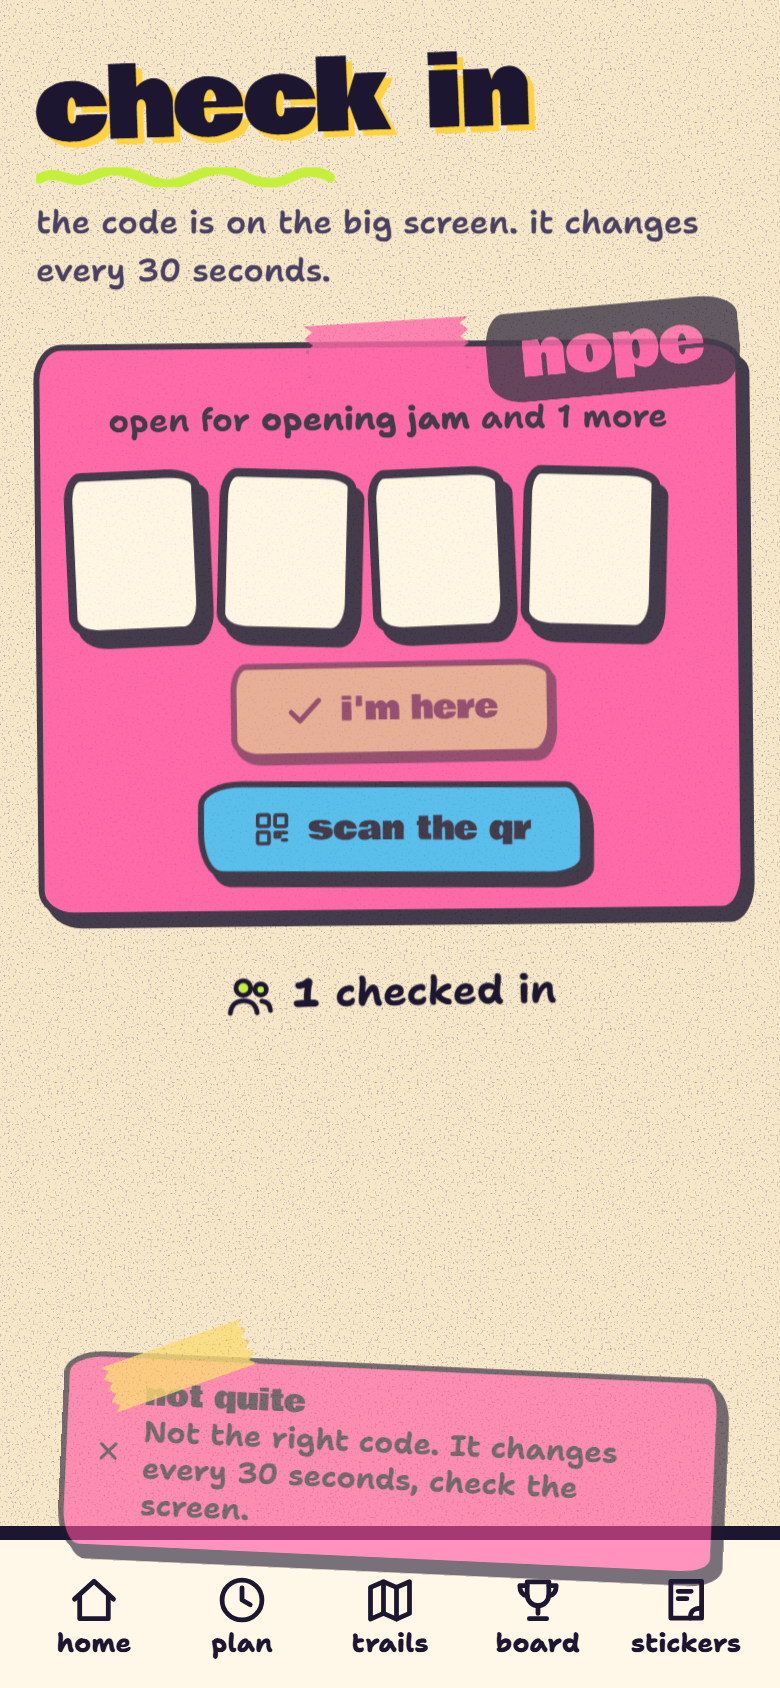 check in
the code is on the big screen. it changes
every 30 seconds.
nope
open for opening jam and 1 more
i'm here
scan the qr
1 checked in
not quite
Not the right code. It changes
every 30 seconds, check the
screen.
home
plan
trails
board
stickers